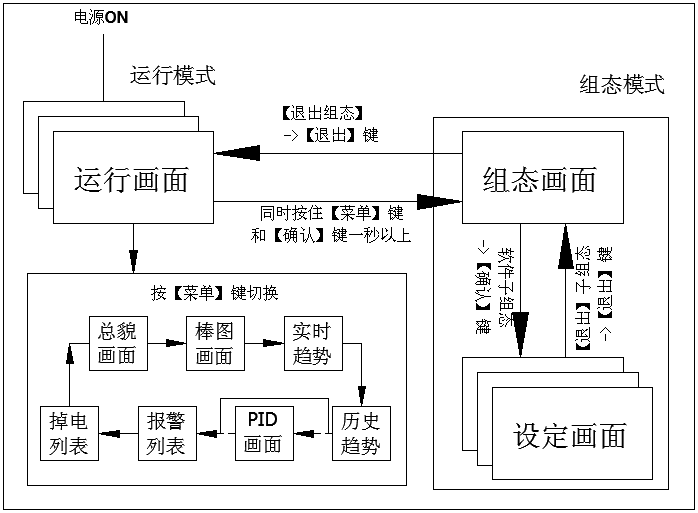 电源ON
运行模式
组态模式
【退出组态】
->【退出】键
运行画面
组态画面
同时按住【菜单】键
和【确认】键一秒以上
软件子组态
->【确认】键
【退出】子组态
->【退出】键
按【菜单】键切换
总貌
画面
棒图
画面
实时
趋势
掉电
列表
报警
列表
PID
画面
历史
趋势
设定画面